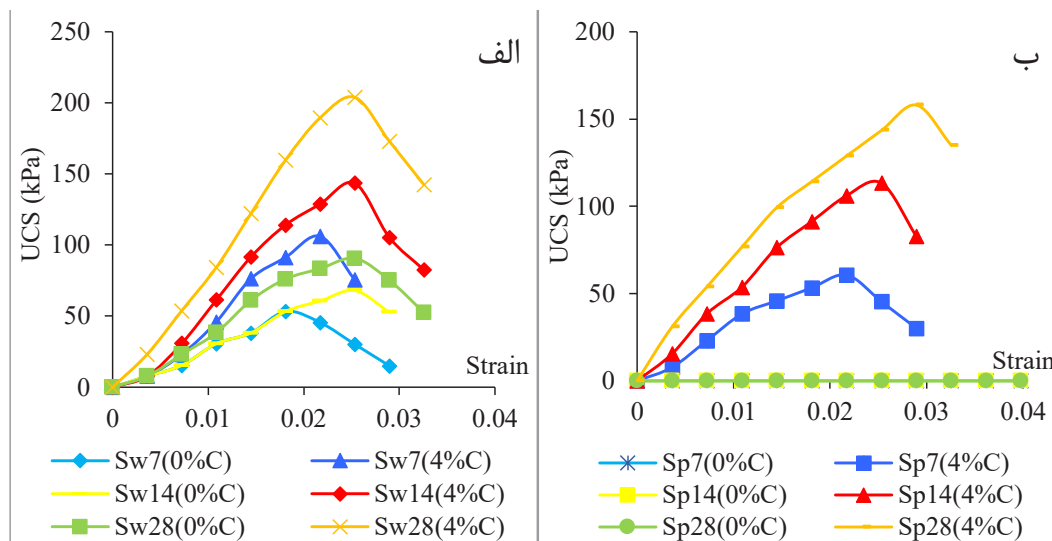 الف
UCS (kPa)
250
200
150
100
50
0
0 0.01 0.02 0.03 0.04
Strain
Sw7(0%C) Sw7(4%C)
Sw14(0%C) Sw14(4%C)
Sw28(0%C) Sw28(4%C)
ب
UCS (kPa)
200
150
100
50
0
0 0.01 0.02 0.03 0.04
Strain
Sp7(0%C) Sp7(4%C)
Sp14(0%C) Sp14(4%C)
Sp28(0%C) Sp28(4%C)